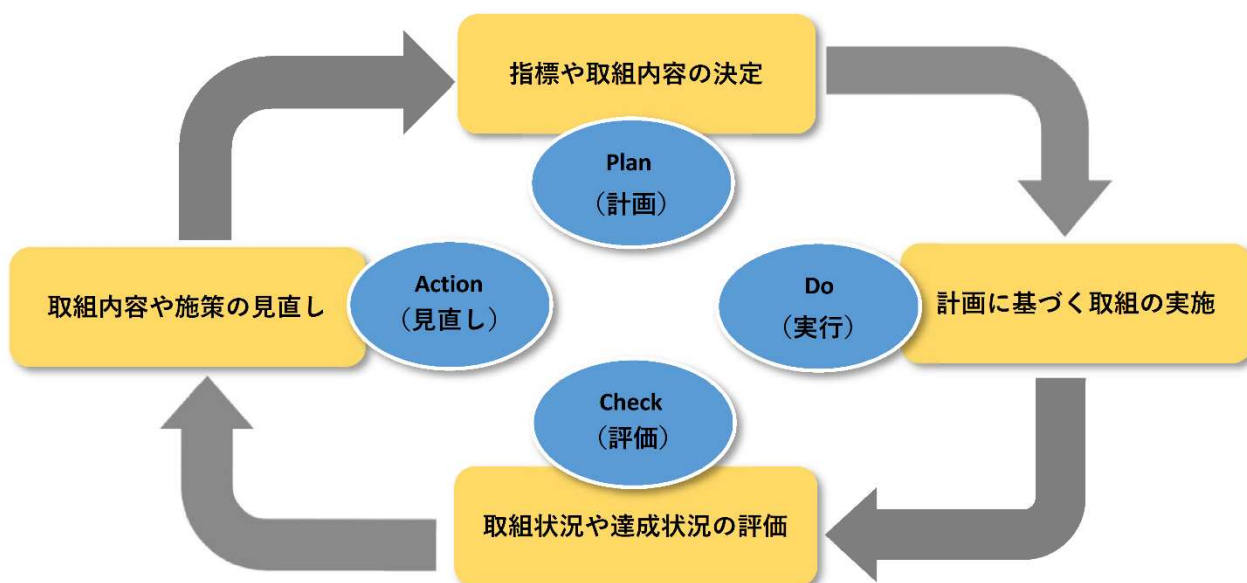 指標や取組内容の決定
Plan
（計画）
取組内容や施策の見直し
Action
（見直し）
Do
（実行）
計画に基づく取組の実施
Check
（評価）
取組状況や達成状況の評価